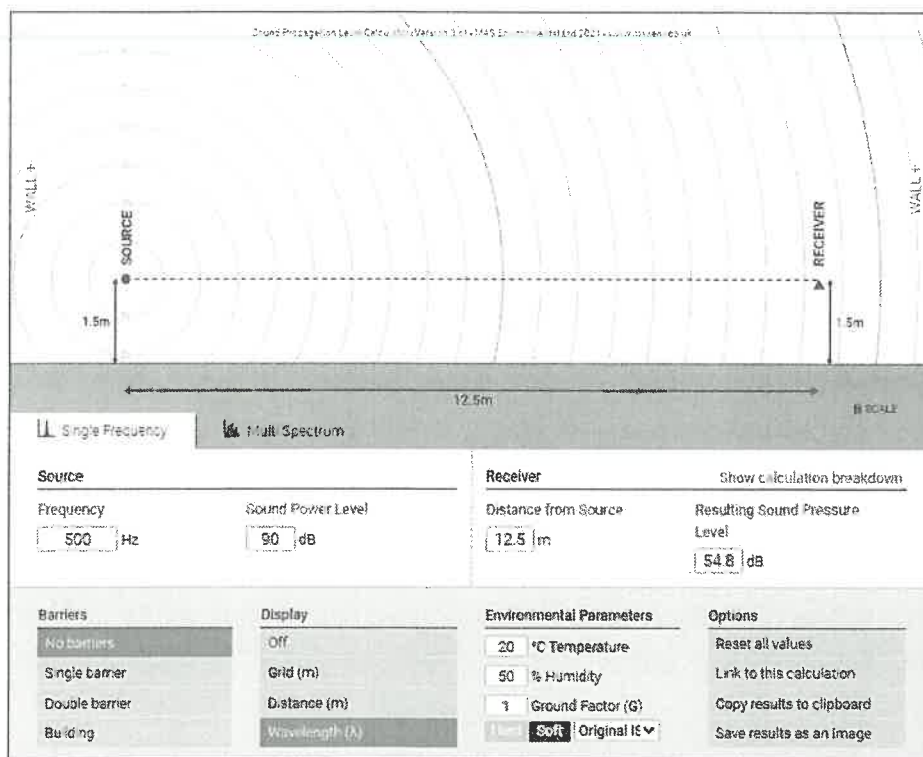 WALL +
SOURCE
RECEIVER
WALL +
1.5m
1.5m
12.5m
SCALE
Single Frequency
Multi Spectrum
Source
Receiver
Show calculation breakdown
Frequency
Sound Power Level
Distance from Source
Resulting Sound Pressure
Level
500 Hz
90 dB
12.5 m
54.8 dB
Barriers
Display
Environmental Parameters
Options
No barriers
Off
20 °C Temperature
Reset all values
Single barrier
Grid (m)
50 % Humidity
Link to this calculation
Double barrier
Distance (m)
1 Ground Factor (G)
Copy results to clipboard
Building
Wavelength (λ)
Soft
Original IS
Save results as an image